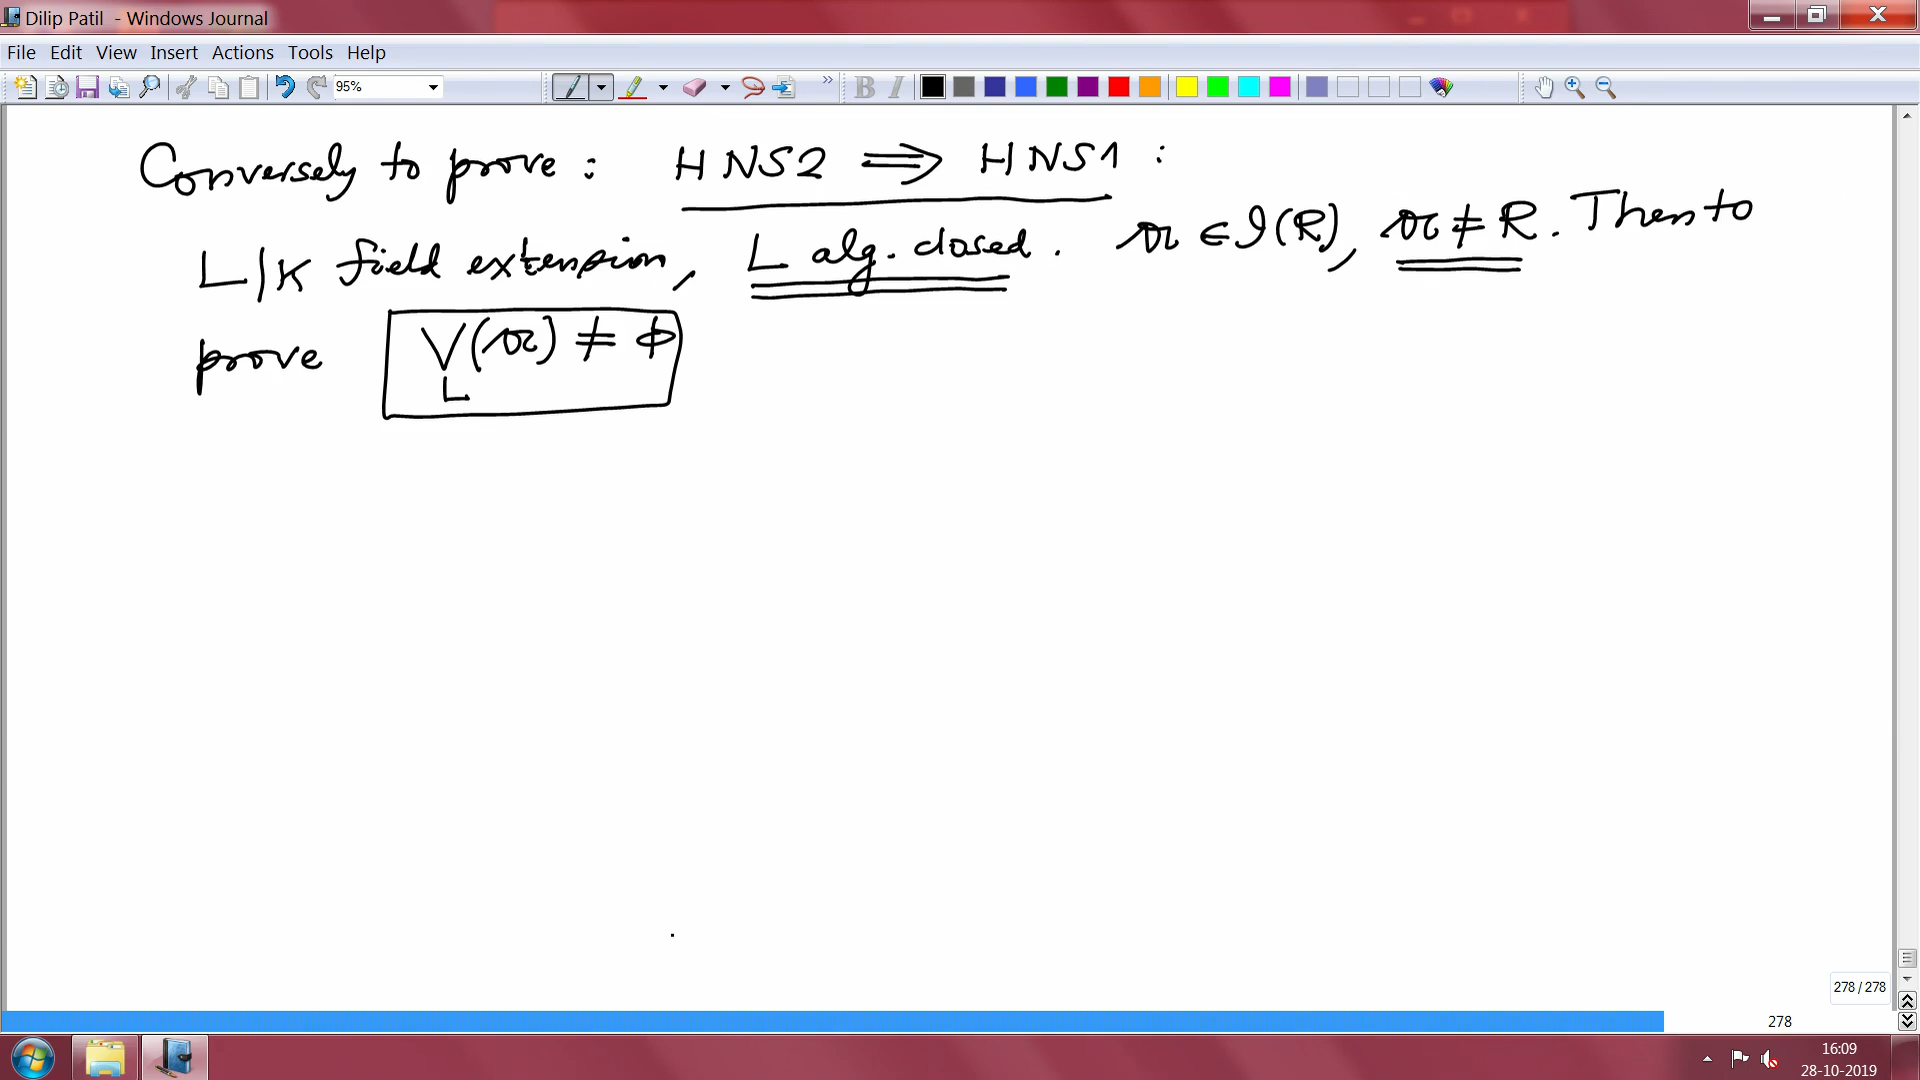 Dilip Patil - Windows Journal
File Edit View Insert Actions Tools Help
95%
Conversely to prove : HNS2 ⟹ HNS1 :
L|K field extension, L alg. closed. 𝔞 ∈ I(R), 𝔞 ≠ R. Then to
prove V_L(𝔞) ≠ ϕ
278 / 278
278
16:09
28-10-2019